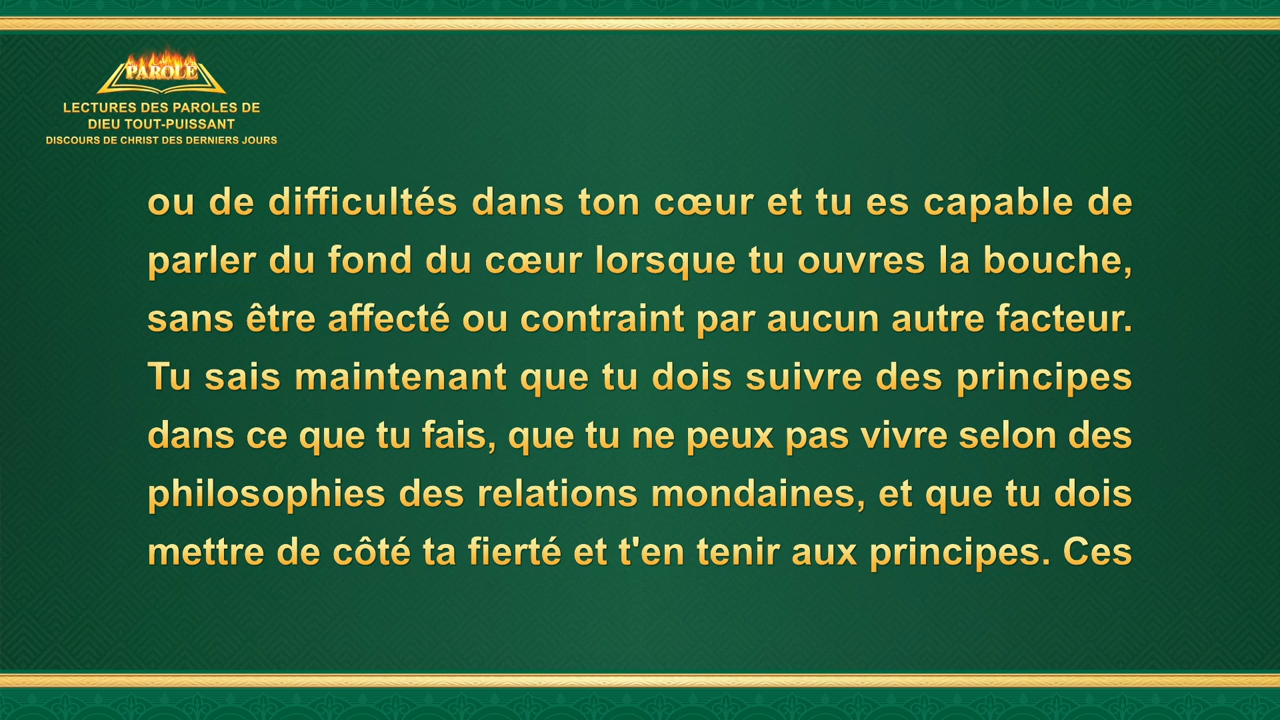 PAROLE
LECTURES DES PAROLES DE
DIEU TOUT-PUISSANT
DISCOURS DE CHRIST DES DERNIERS JOURS
ou de difficultés dans ton cœur et tu es capable de
parler du fond du cœur lorsque tu ouvres la bouche,
sans être affecté ou contraint par aucun autre facteur.
Tu sais maintenant que tu dois suivre des principes
dans ce que tu fais, que tu ne peux pas vivre selon des
philosophies des relations mondaines, et que tu dois
mettre de côté ta fierté et t'en tenir aux principes. Ces